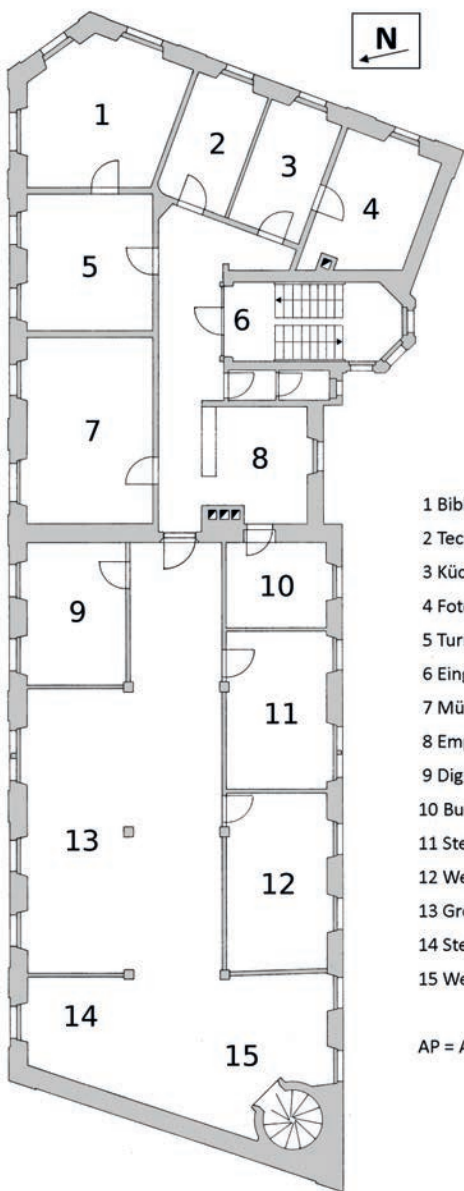 N
1
2
3
4
5
6
7
8
9
10
11
12
13
14
15
1 Bib
2 Tec
3 Küc
4 Fot
5 Tur
6 Ein
7 Mü
8 Em
9 Dig
10 Bu
11 Ste
12 We
13 Gr
14 Ste
15 We
AP = A